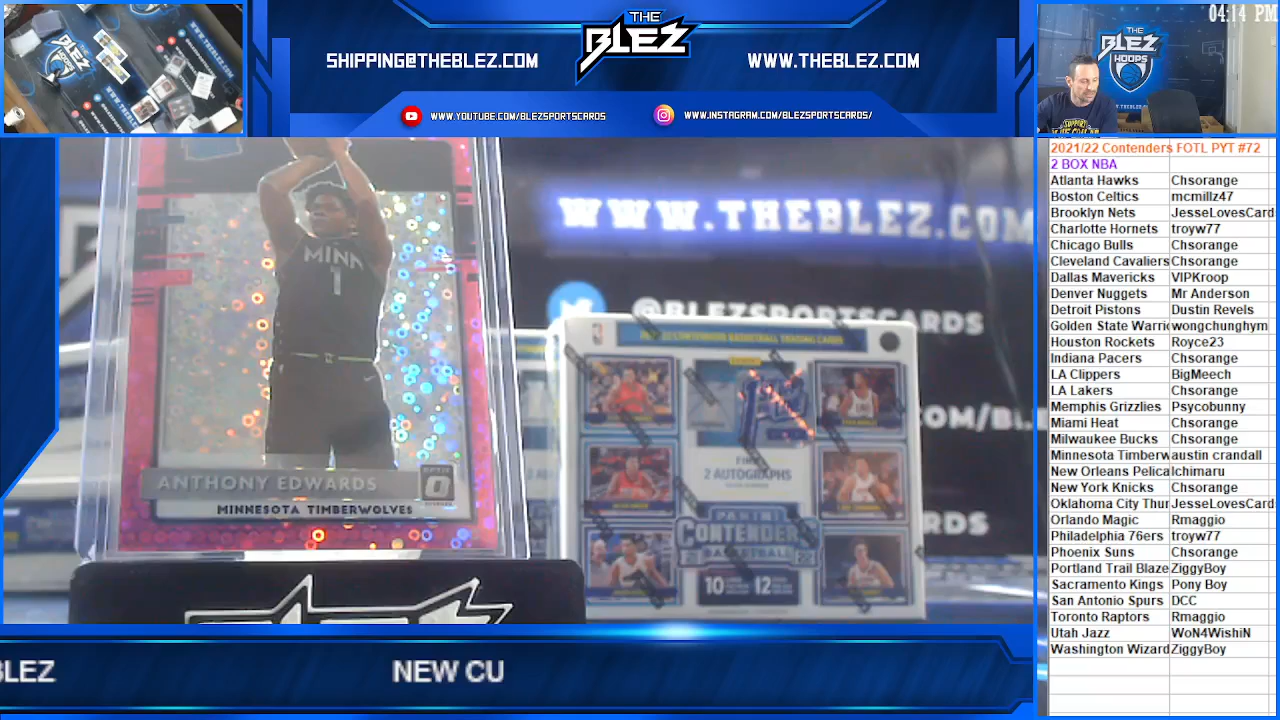 THE
BLEZ
SHIPPING@THEBLEZ.COM
WWW.THEBLEZ.COM
WWW.YOUTUBE.COM/BLEZSPORTSCARDS
WWW.INSTAGRAM.COM/BLEZSPORTSCARDS/
04:14 PM
THE
BLEZ
HOOPS
BLEZ
WWW.THEBLEZ.COM
@BLEZSPORTSCARDS
MINN
1
ANTHONY EDWARDS
MINNESOTA TIMBERWOLVES
2 AUTOGRAPHS
PANINI
CONTENDER
BASKETBALL
10
12
BLEZ
NEW CU
2021/22 Contenders FOTL PYT #72
2 BOX NBA
Atlanta Hawks Chsorange
Boston Celtics mcmillz47
Brooklyn Nets JesseLovesCard
Charlotte Hornets troyw77
Chicago Bulls Chsorange
Cleveland Cavaliers Chsorange
Dallas Mavericks VIPKroop
Denver Nuggets Mr Anderson
Detroit Pistons Dustin Revels
Golden State Warric wongchunghym
Houston Rockets Royce23
Indiana Pacers Chsorange
LA Clippers BigMeech
LA Lakers Chsorange
Memphis Grizzlies Psycobunny
Miami Heat Chsorange
Milwaukee Bucks Chsorange
Minnesota Timberw austin crandall
New Orleans Pelica Ichimaru
New York Knicks Chsorange
Oklahoma City Thur JesseLovesCard
Orlando Magic Rmaggio
Philadelphia 76ers troyw77
Phoenix Suns Chsorange
Portland Trail Blaze ZiggyBoy
Sacramento Kings Pony Boy
San Antonio Spurs DCC
Toronto Raptors Rmaggio
Utah Jazz WoN4WishiN
Washington Wizard ZiggyBoy